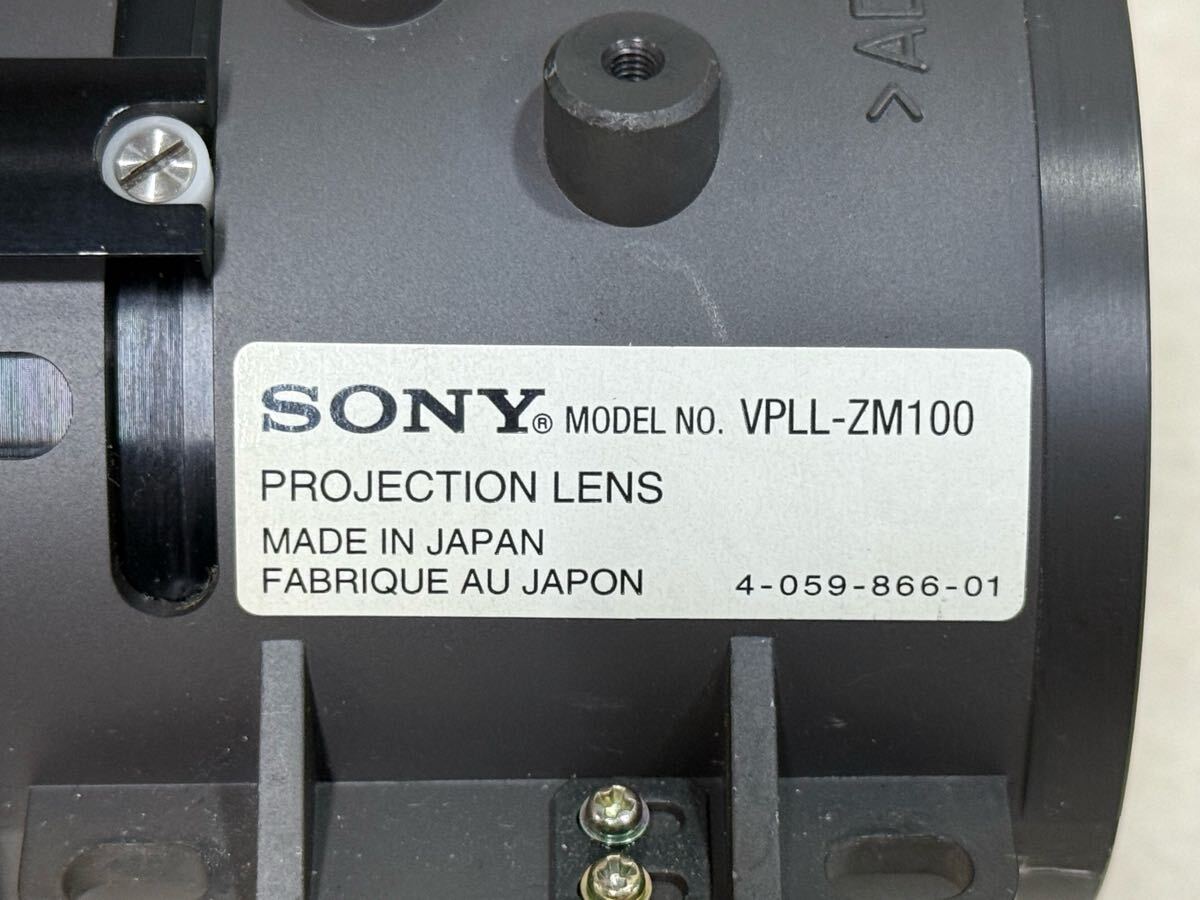 SONY® MODEL NO. VPLL-ZM100
PROJECTION LENS
MADE IN JAPAN
FABRIQUE AU JAPON 4-059-866-01